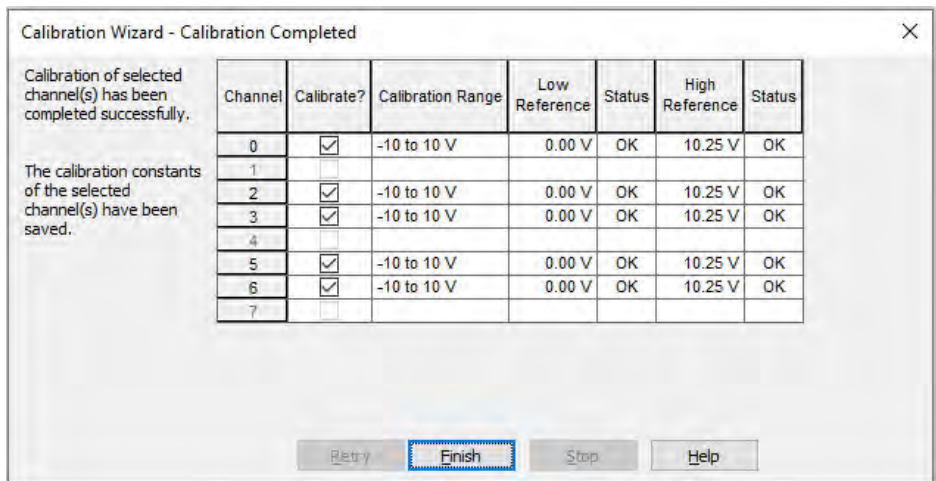 Calibration Wizard - Calibration Completed
Calibration of selected
channel(s) has been
completed successfully.
The calibration constants
of the selected
channel(s) have been
saved.
Channel Calibrate? Calibration Range Low Reference Status High Reference Status
0 -10 to 10 V 0.00 V OK 10.25 V OK
1
2 -10 to 10 V 0.00 V OK 10.25 V OK
3 -10 to 10 V 0.00 V OK 10.25 V OK
4
5 -10 to 10 V 0.00 V OK 10.25 V OK
6 -10 to 10 V 0.00 V OK 10.25 V OK
7
Retry Finish Stop Help